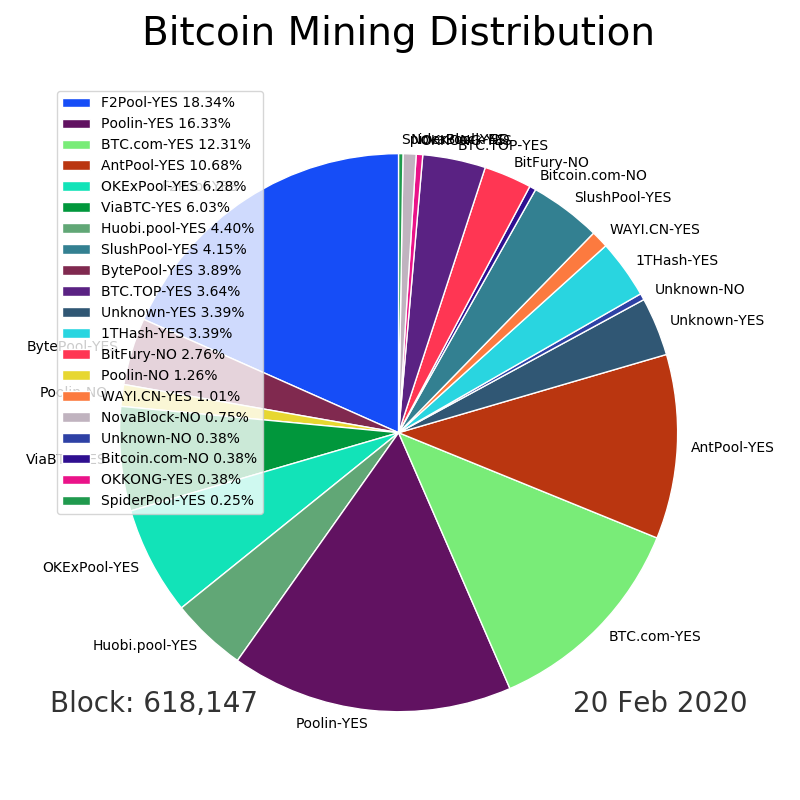 Bitcoin Mining Distribution
F2Pool-YES 18.34%
Poolin-YES 16.33%
BTC.com-YES 12.31%
AntPool-YES 10.68%
OKExPool-YES 6.28%
ViaBTC-YES 6.03%
Huobi.pool-YES 4.40%
SlushPool-YES 4.15%
BytePool-YES 3.89%
BTC.TOP-YES 3.64%
Unknown-YES 3.39%
1THash-YES 3.39%
BitFury-NO 2.76%
Poolin-NO 1.26%
WAYI.CN-YES 1.01%
NovaBlock-NO 0.75%
Unknown-NO 0.38%
Bitcoin.com-NO 0.38%
OKKONG-YES 0.38%
SpiderPool-YES 0.25%
BTC.TOP-YES
BitFury-NO
Bitcoin.com-NO
SlushPool-YES
WAYI.CN-YES
1THash-YES
Unknown-NO
Unknown-YES
BytePool-YES
Poolin-NO
AntPool-YES
OKExPool-YES
BTC.com-YES
Huobi.pool-YES
Block: 618,147
20 Feb 2020
Poolin-YES